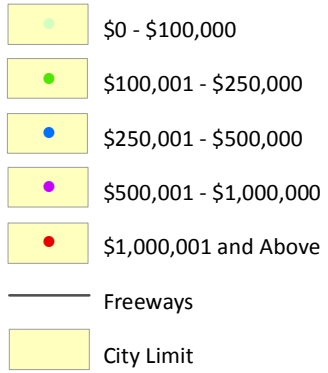 $0 - $100,000
$100,001 - $250,000
$250,001 - $500,000
$500,001 - $1,000,000
$1,000,001 and Above
Freeways
City Limit